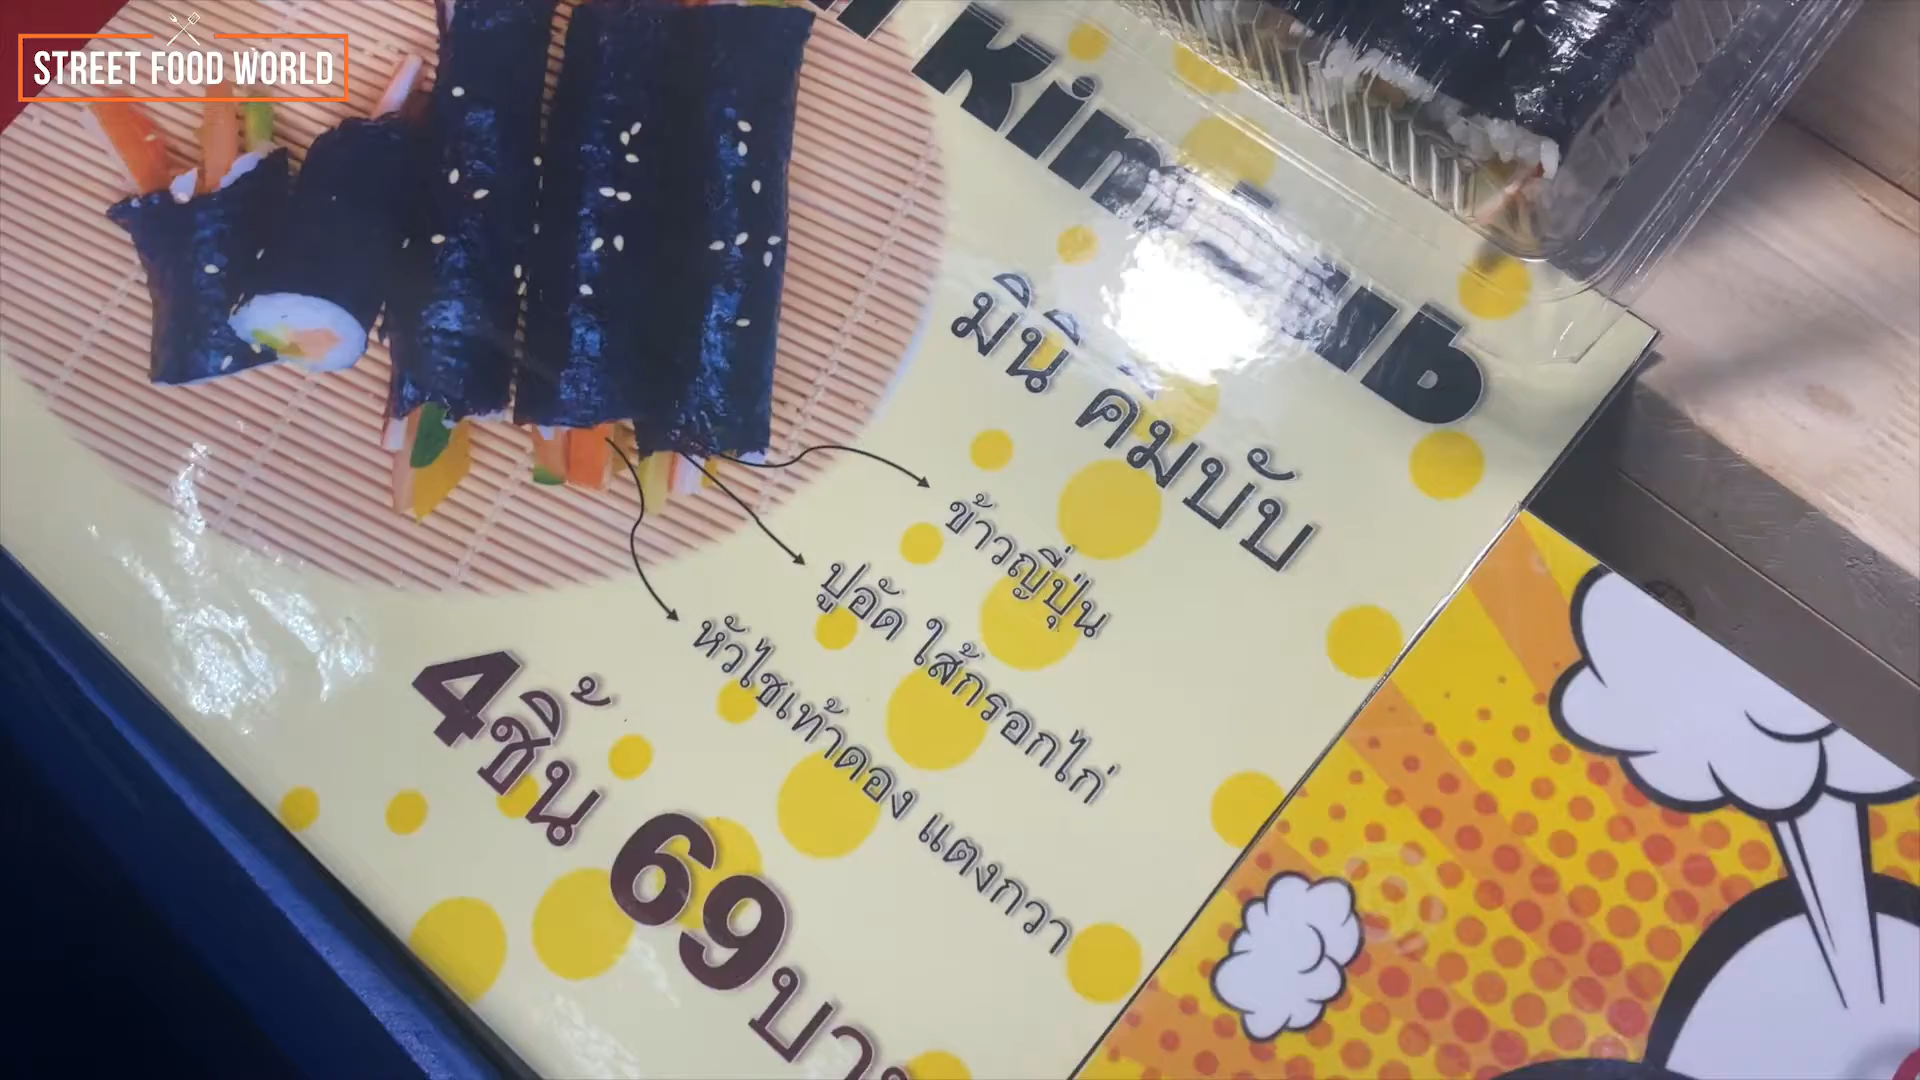 STREET FOOD WORLD
มินิ คิมบับ
ข้าวญี่ปุ่น
ปูอัด ไส้กรอกไก่
หัวไชเท้าดอง แตงกวา
4ชิ้น 69